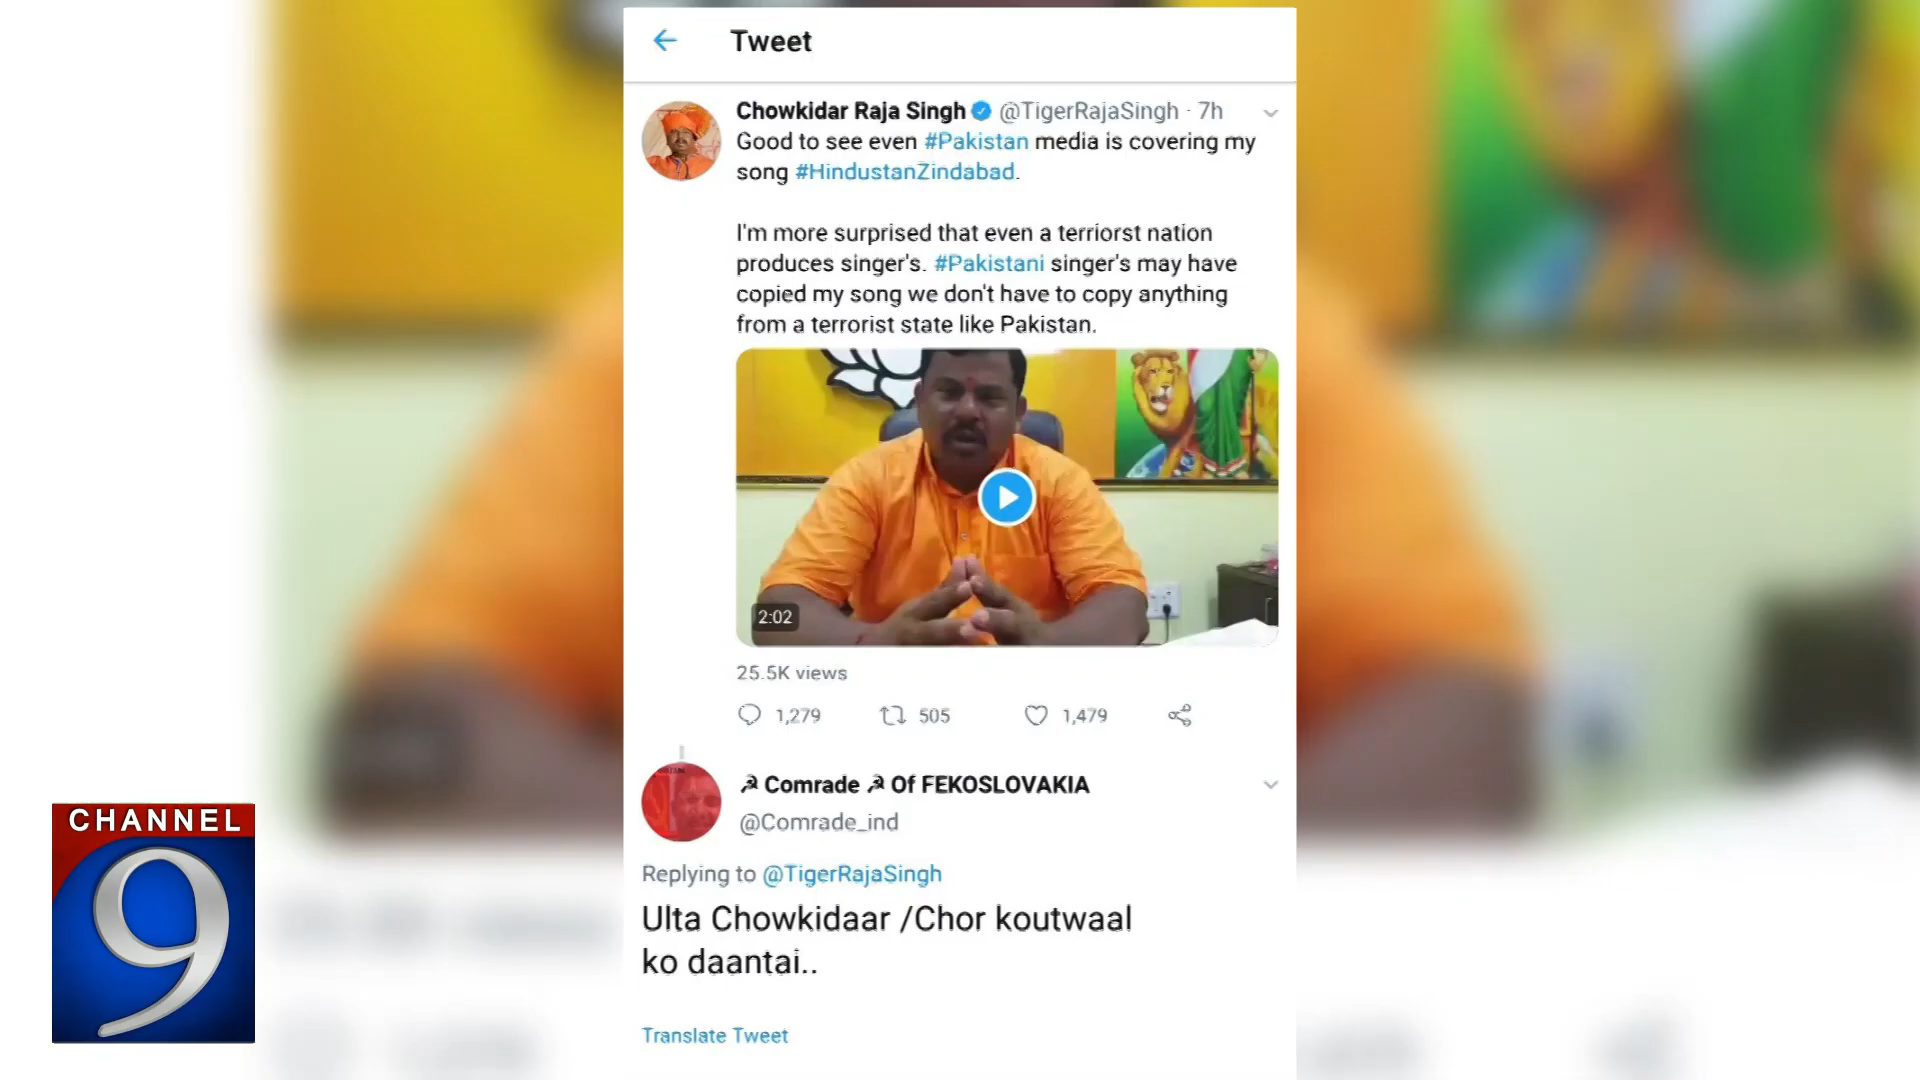 Tweet
Chowkidar Raja Singh @TigerRajaSingh · 7h
Good to see even #Pakistan media is covering my
song #HindustanZindabad.
I'm more surprised that even a terriorst nation
produces singer's. #Pakistani singer's may have
copied my song we don't have to copy anything
from a terrorist state like Pakistan.
2:02
25.5K views
1,279 505 1,479
☭ Comrade ☭ Of FEKOSLOVAKIA
@Comrade_ind
Replying to @TigerRajaSingh
Ulta Chowkidaar /Chor koutwaal
ko daantai..
Translate Tweet
CHANNEL
9